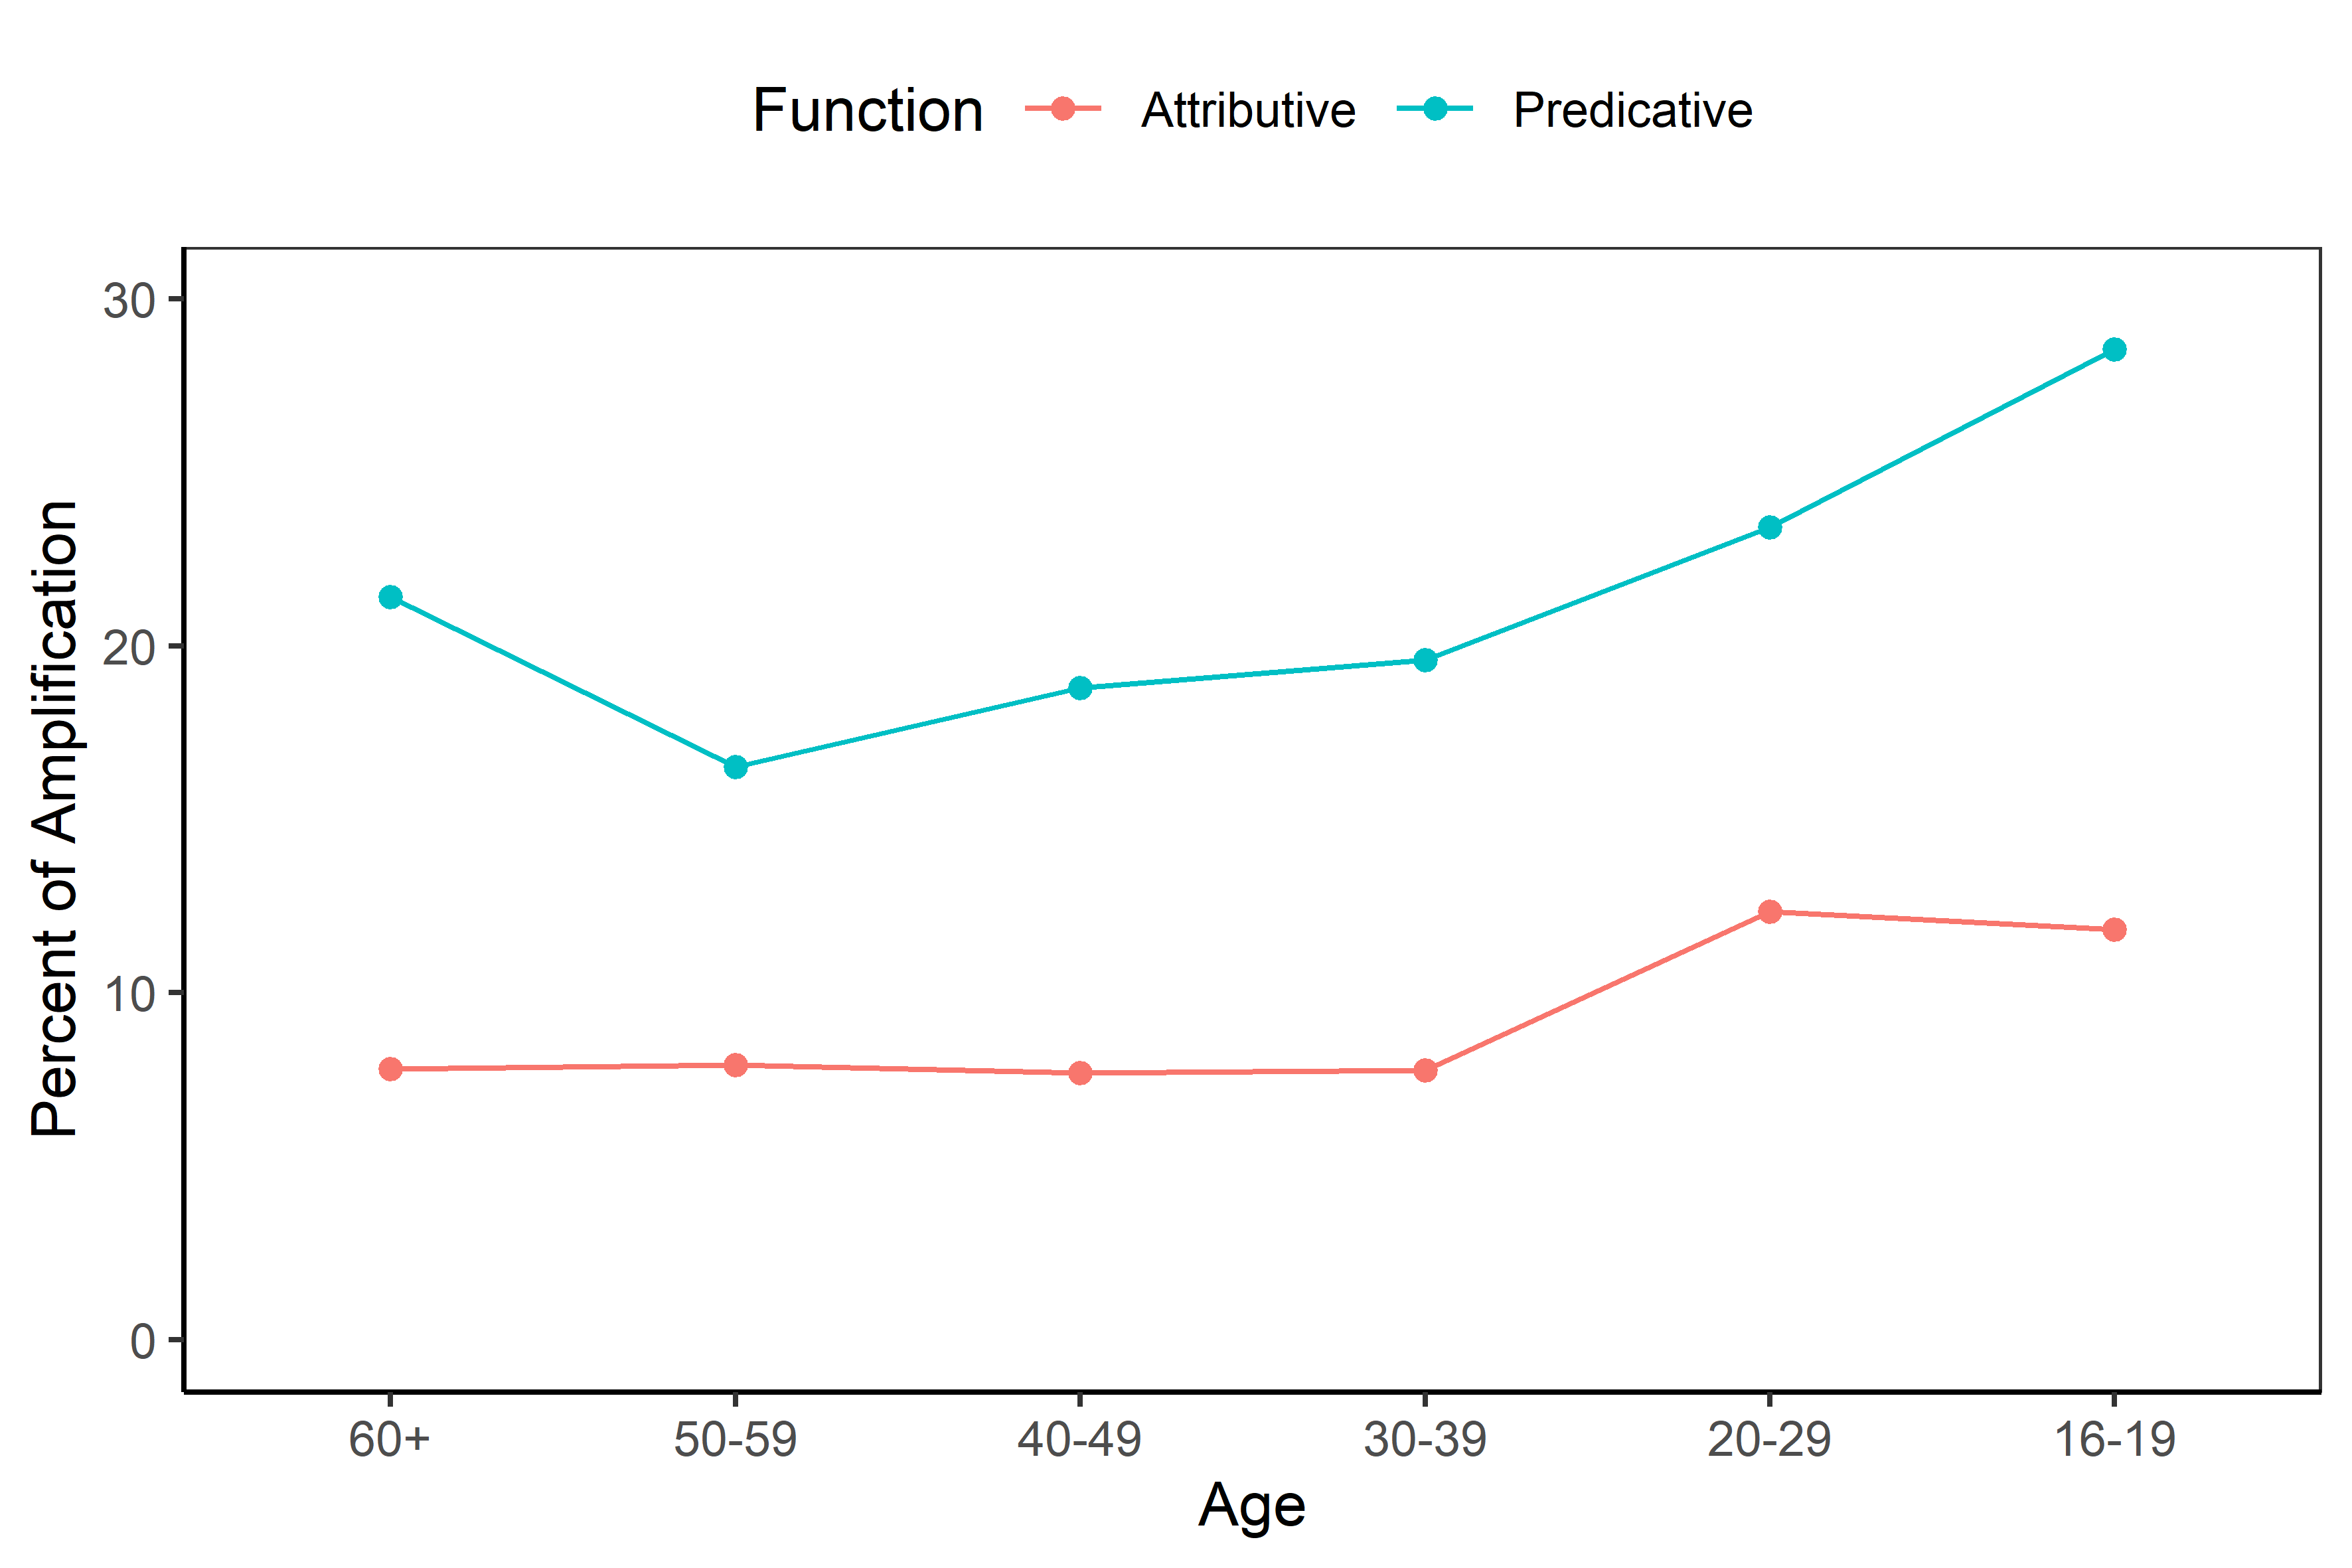 Function Attributive Predicative
Percent of Amplification
30
20
10
0
60+ 50-59 40-49 30-39 20-29 16-19
Age